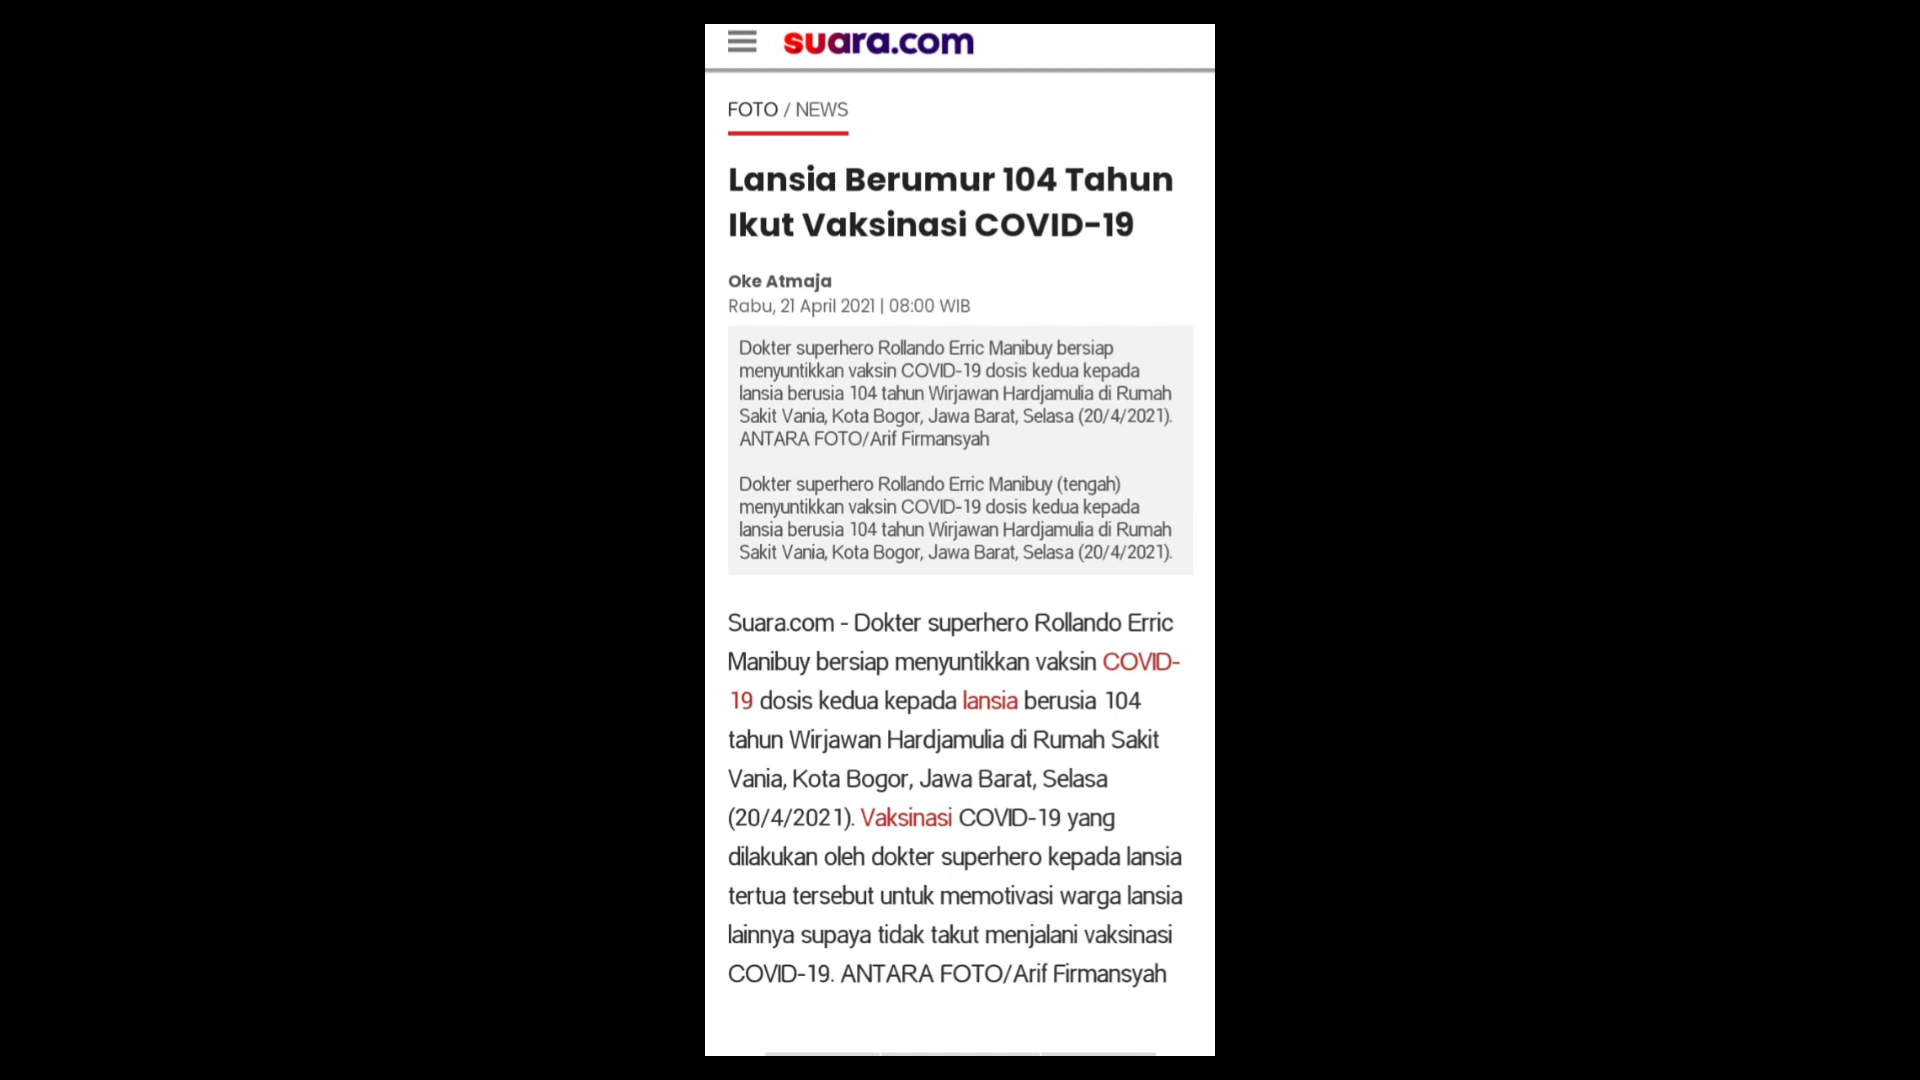 suara.com
FOTO / NEWS
Lansia Berumur 104 Tahun
Ikut Vaksinasi COVID-19
Oke Atmaja
Rabu, 21 April 2021 | 08:00 WIB
Dokter superhero Rollando Erric Manibuy bersiap
menyuntikkan vaksin COVID-19 dosis kedua kepada
lansia berusia 104 tahun Wirjawan Hardjamulia di Rumah
Sakit Vania, Kota Bogor, Jawa Barat, Selasa (20/4/2021).
ANTARA FOTO/Arif Firmansyah
Dokter superhero Rollando Erric Manibuy (tengah)
menyuntikkan vaksin COVID-19 dosis kedua kepada
lansia berusia 104 tahun Wirjawan Hardjamulia di Rumah
Sakit Vania, Kota Bogor, Jawa Barat, Selasa (20/4/2021).
Suara.com - Dokter superhero Rollando Erric
Manibuy bersiap menyuntikkan vaksin COVID-
19 dosis kedua kepada lansia berusia 104
tahun Wirjawan Hardjamulia di Rumah Sakit
Vania, Kota Bogor, Jawa Barat, Selasa
(20/4/2021). Vaksinasi COVID-19 yang
dilakukan oleh dokter superhero kepada lansia
tertua tersebut untuk memotivasi warga lansia
lainnya supaya tidak takut menjalani vaksinasi
COVID-19. ANTARA FOTO/Arif Firmansyah